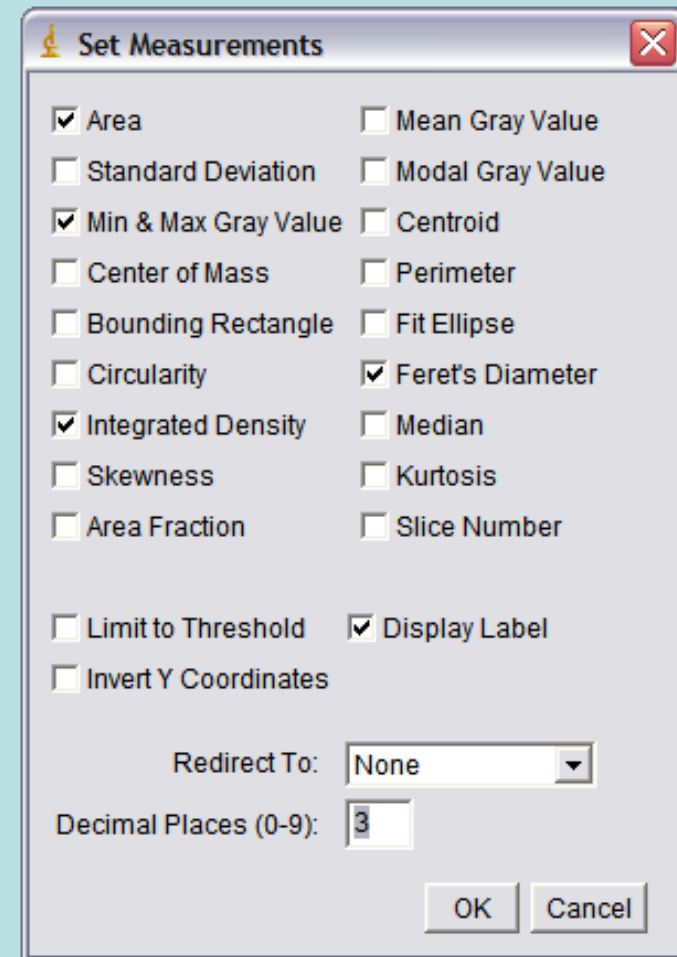 Set Measurements
Area Mean Gray Value
Standard Deviation Modal Gray Value
Min & Max Gray Value Centroid
Center of Mass Perimeter
Bounding Rectangle Fit Ellipse
Circularity Feret's Diameter
Integrated Density Median
Skewness Kurtosis
Area Fraction Slice Number
Limit to Threshold Display Label
Invert Y Coordinates
Redirect To: None
Decimal Places (0-9): 3
OK Cancel